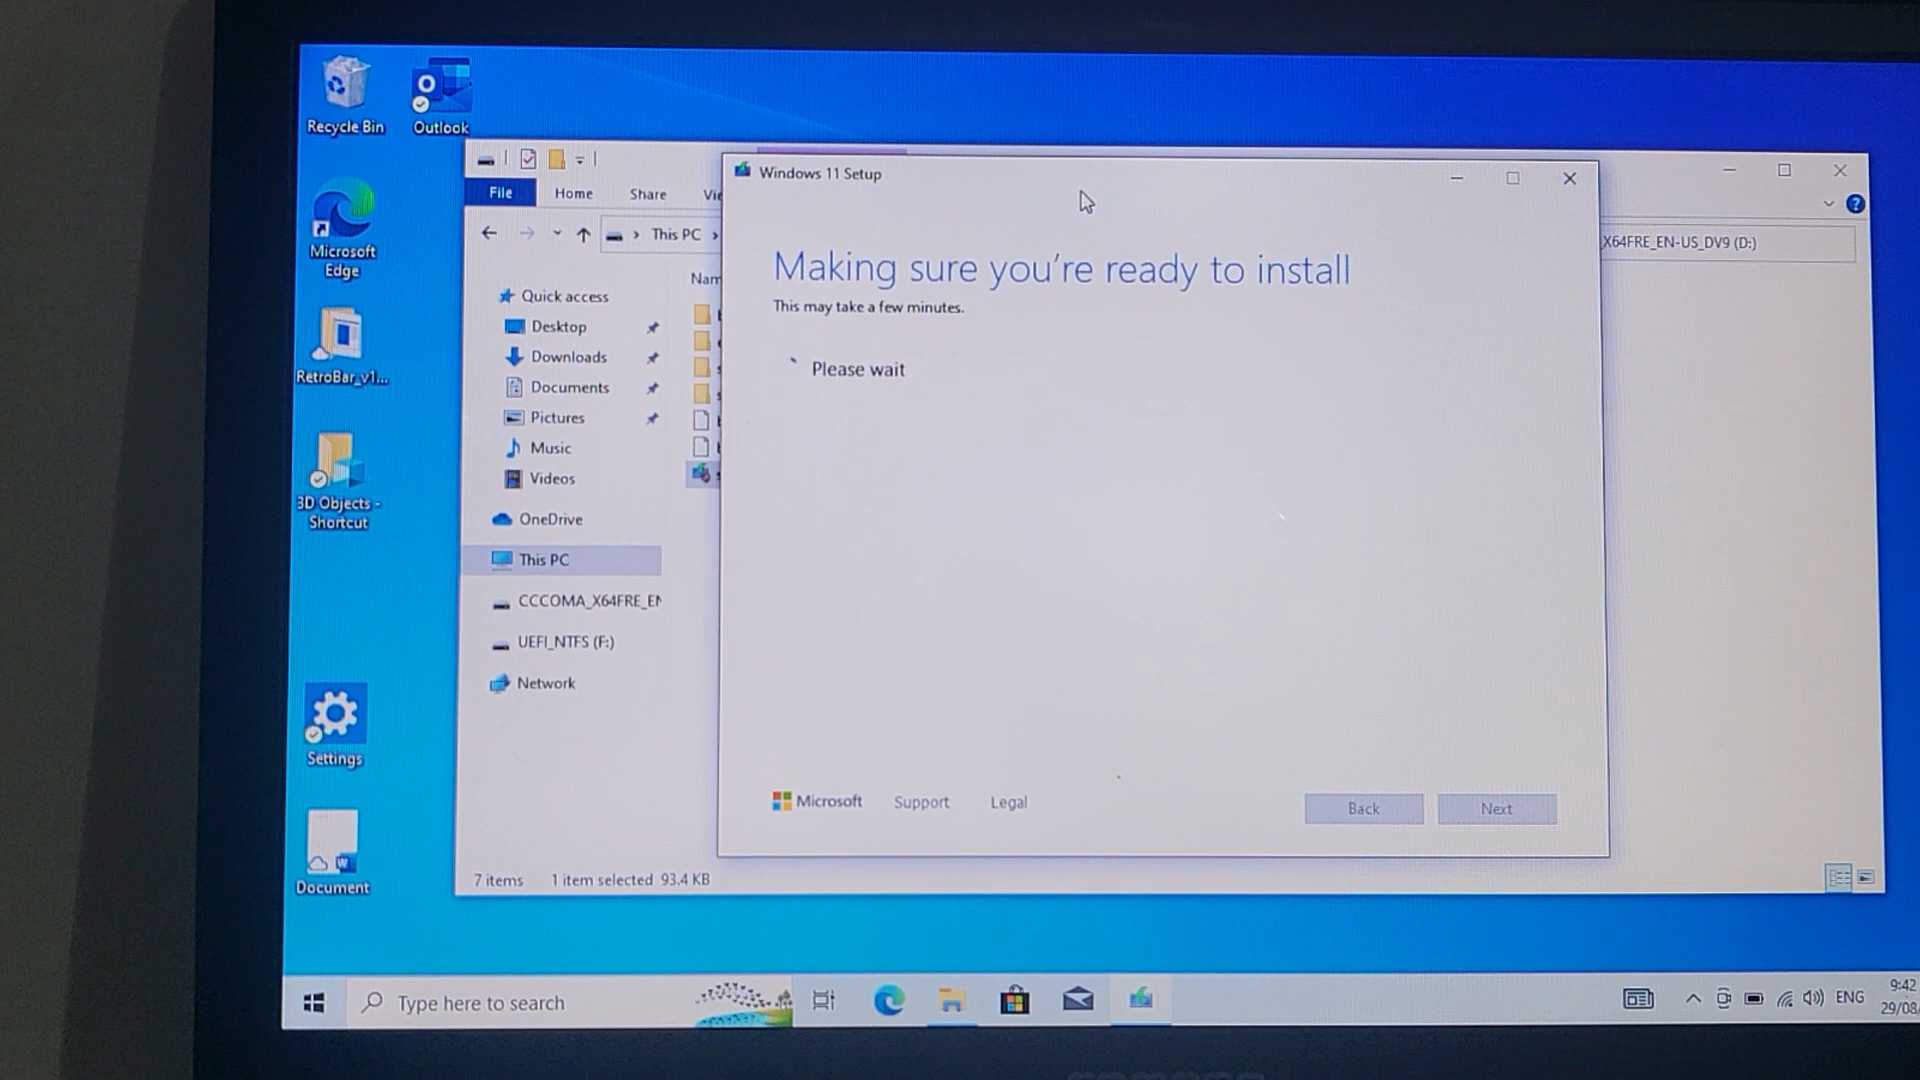 Recycle Bin
Outlook
Microsoft
Edge
RetroBar_v1...
3D Objects -
Shortcut
Settings
Document
File
Home
Share
This PC
X64FRE_EN-US_DV9 (D:)
Quick access
Desktop
Downloads
Documents
Pictures
Music
Videos
OneDrive
This PC
CCCOMA_X64FRE_EN
UEFI_NTFS (F:)
Network
7 items
1 item selected 93.4 KB
Windows 11 Setup
Making sure you're ready to install
This may take a few minutes.
Please wait
Microsoft
Support
Legal
Back
Next
Type here to search
ENG
9:42
29/08/